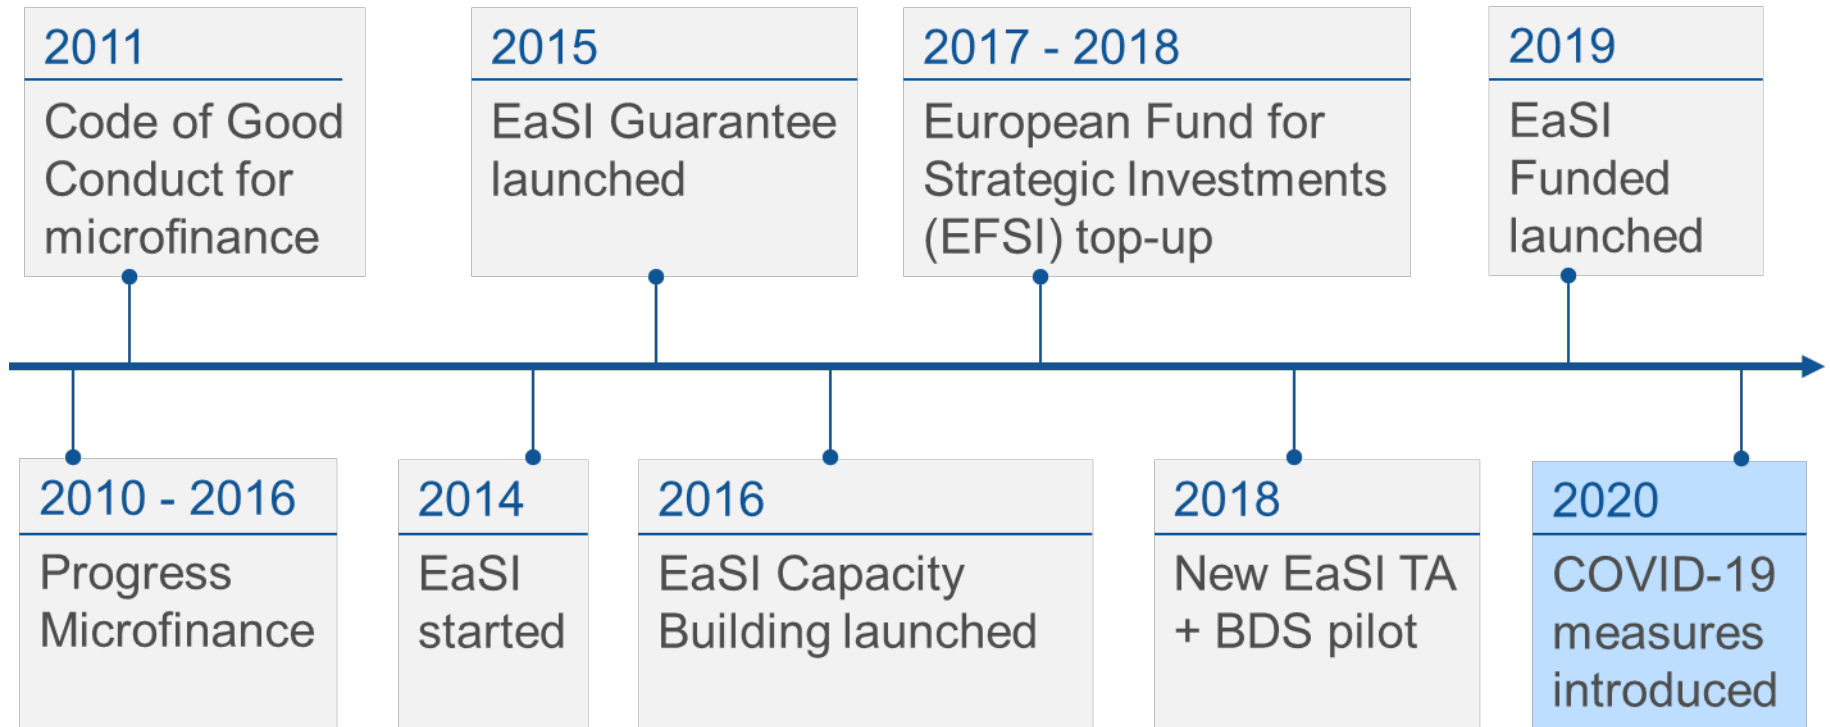 2011
Code of Good
Conduct for
microfinance
2015
EaSI Guarantee
launched
2017 - 2018
European Fund for
Strategic Investments
(EFSI) top-up
2019
EaSI
Funded
launched
2010 - 2016
Progress
Microfinance
2014
EaSI
started
2016
EaSI Capacity
Building launched
2018
New EaSI TA
+ BDS pilot
2020
COVID-19
measures
introduced